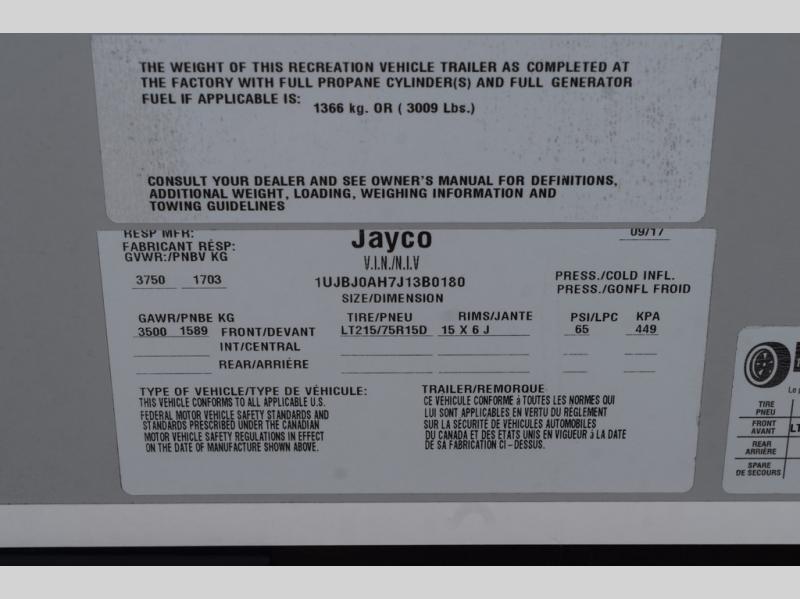 THE WEIGHT OF THIS RECREATION VEHICLE TRAILER AS COMPLETED AT
THE FACTORY WITH FULL PROPANE CYLINDER(S) AND FULL GENERATOR
FUEL IF APPLICABLE IS: 1366 kg. OR ( 3009 Lbs.)
CONSULT YOUR DEALER AND SEE OWNER'S MANUAL FOR DEFINITIONS,
ADDITIONAL WEIGHT, LOADING, WEIGHING INFORMATION AND
TOWING GUIDELINES
RESP MFR: Jayco 09/17
FABRICANT RÉSP:
GVWR:/PNBV KG V.I.N./N.I.V
3750 1703 1UJBJ0AH7J13B0180 PRESS./COLD INFL.
SIZE/DIMENSION PRESS./GONFL FROID
GAWR/PNBE KG TIRE/PNEU RIMS/JANTE PSI/LPC KPA
3500 1589 FRONT/DEVANT LT215/75R15D 15 X 6 J 65 449
INT/CENTRAL
REAR/ARRIÈRE
TYPE OF VEHICLE/TYPE DE VÉHICULE: TRAILER/REMORQUE
THIS VEHICLE CONFORMS TO ALL APPLICABLE U.S.
FEDERAL MOTOR VEHICLE SAFETY STANDARDS AND
STANDARDS PRESCRIBED UNDER THE CANADIAN
MOTOR VEHICLE SAFETY REGULATIONS IN EFFECT
ON THE DATE OF MANUFACTURE SHOWN ABOVE.
CE VEHICULE CONFORME à TOUTES LES NORMES QUI
LUI SONT APPLICABLES EN VERTU DU RÉGLEMENT
SUR LA SÉCURITÉ DE VÉHICULES AUTOMOBILES
DU CANADA ET DES ÉTATS UNIS EN VIGUEUR à LA DATE
DE SA FABRICATION CI-DESSUS.
Le
TIRE
PNEU
FRONT
AVANT LT
REAR
ARRIÈRE
SPARE
DE SECOURS